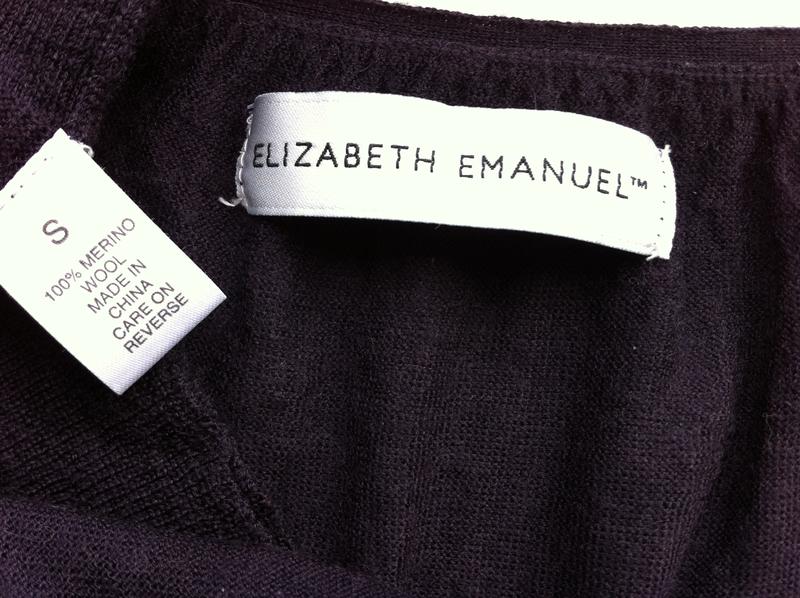 ELIZABETH EMANUEL™
S
100% MERINO
WOOL
MADE IN
CHINA
CARE ON
REVERSE